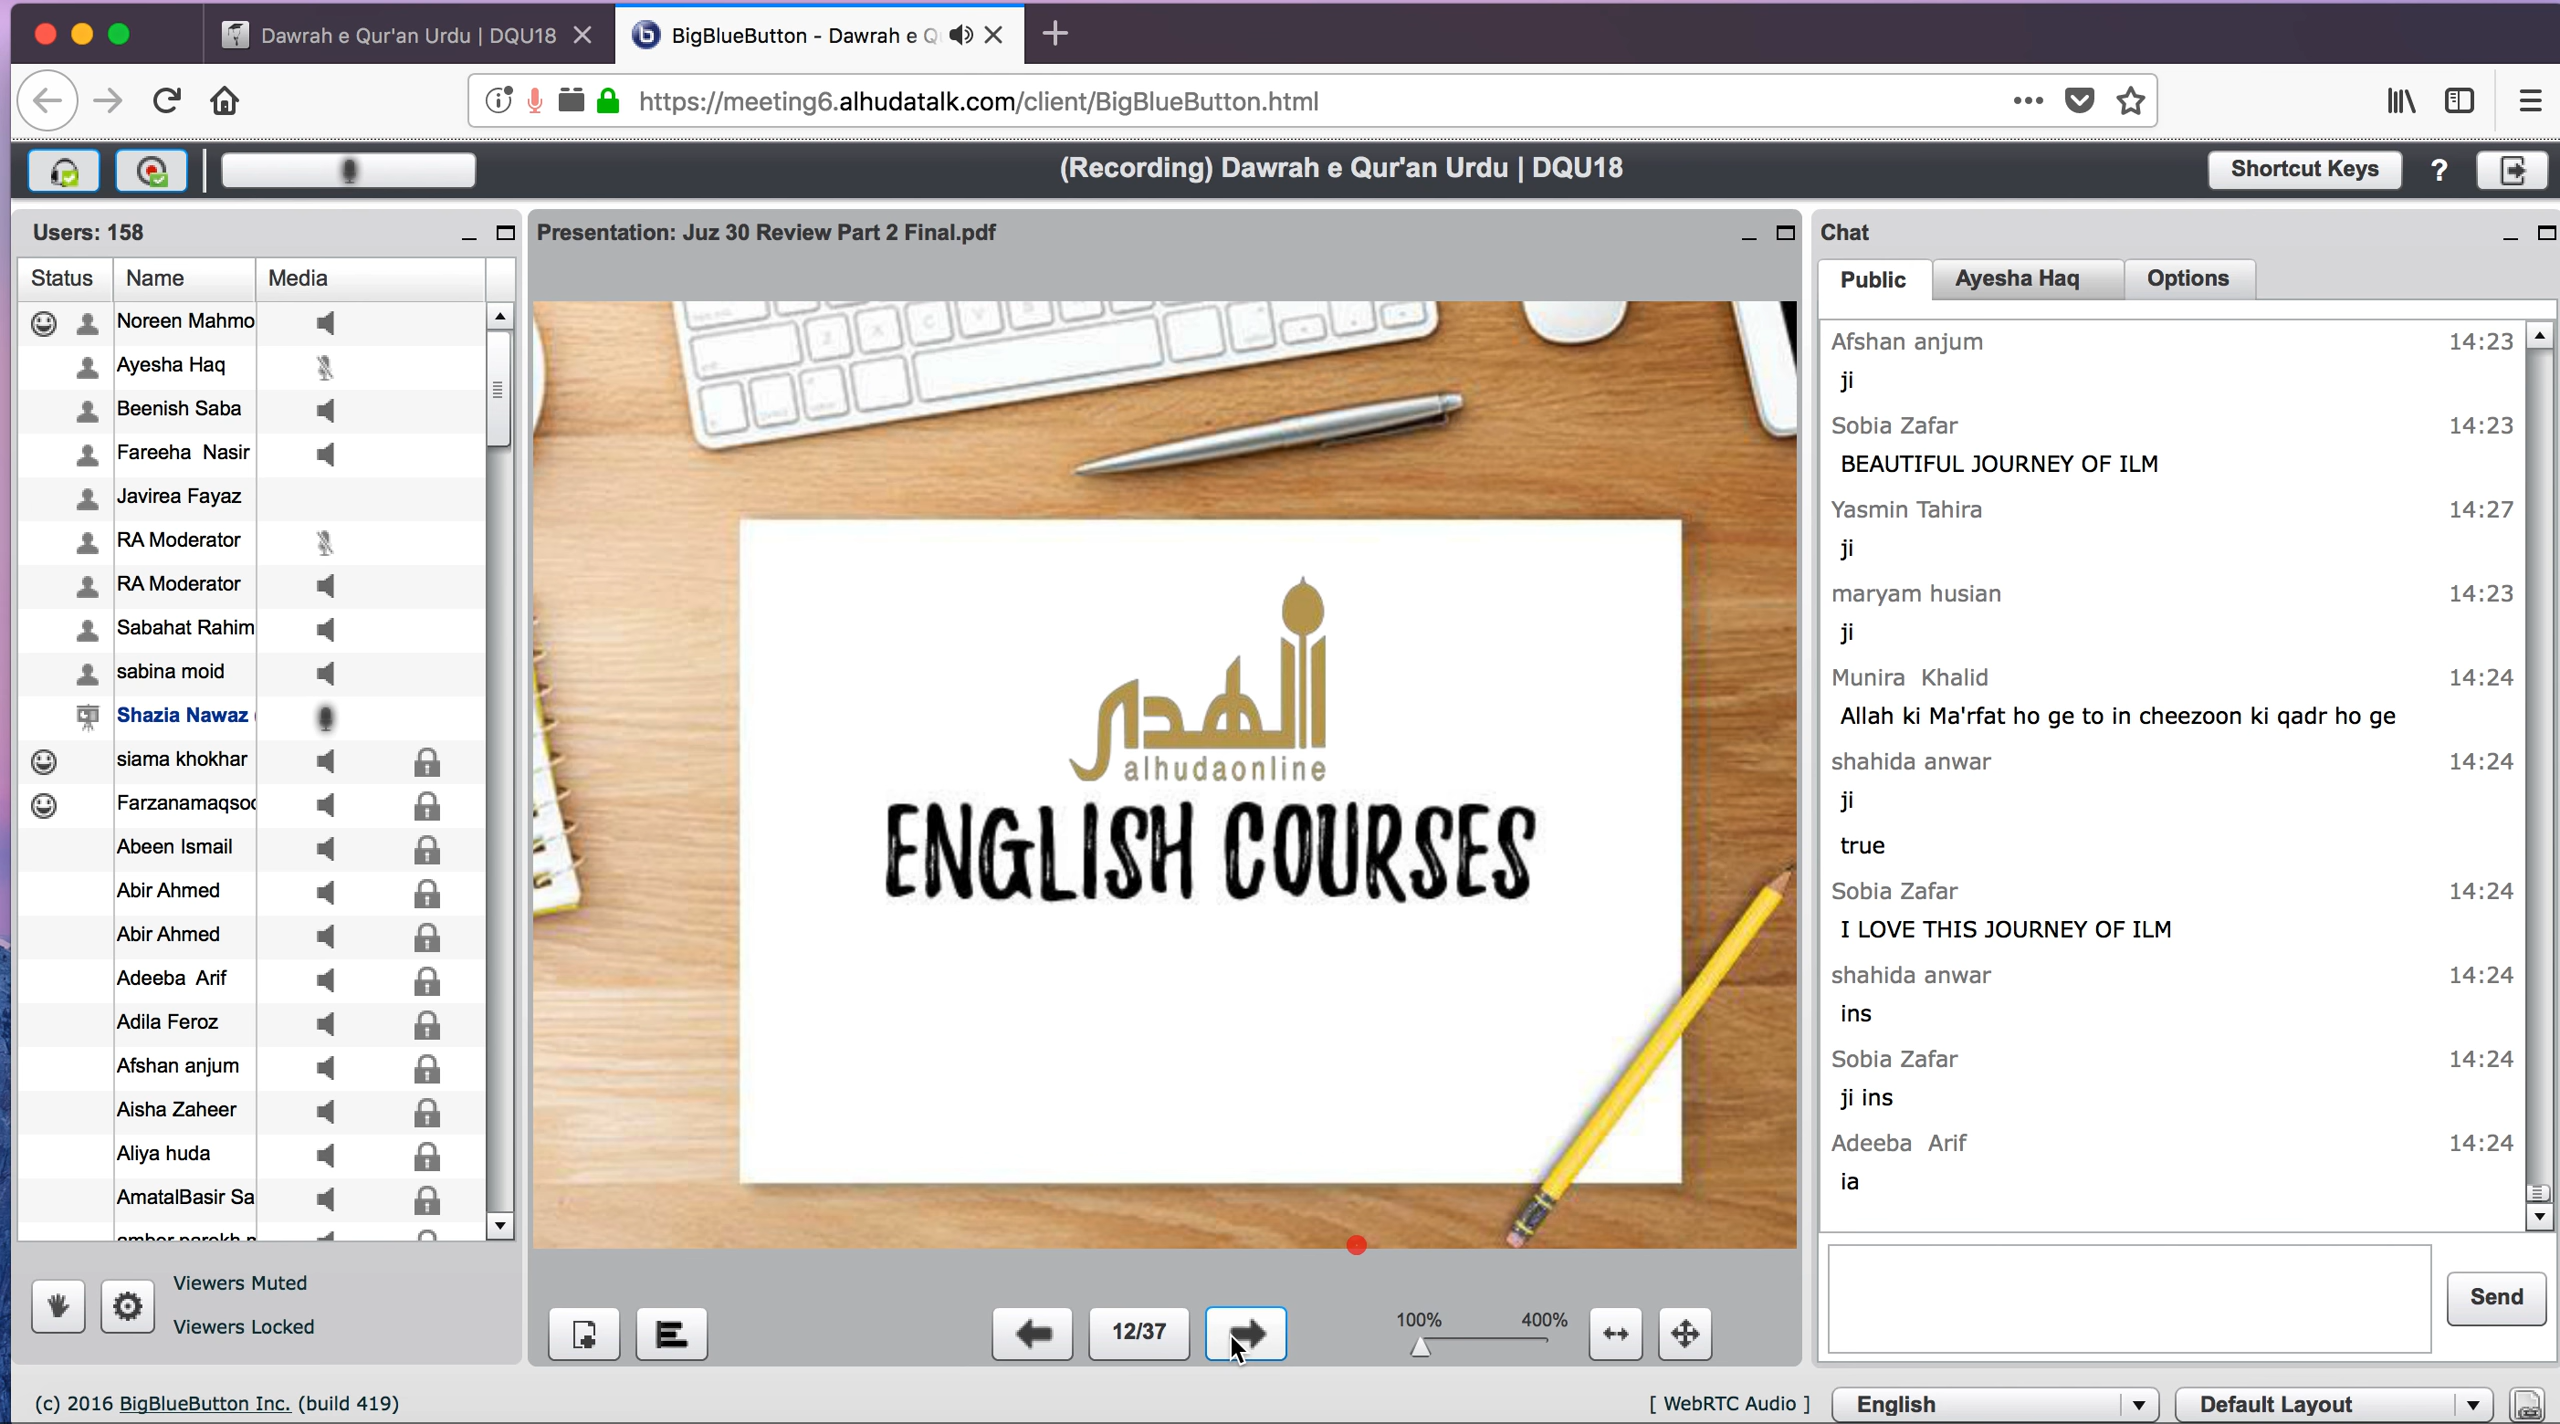 Dawrah e Qur'an Urdu | DQU18
BigBlueButton - Dawrah e Q
https://meeting6.alhudatalk.com/client/BigBlueButton.html
(Recording) Dawrah e Qur'an Urdu | DQU18
Shortcut Keys
?
Users: 158
Status Name Media
Noreen Mahmo
Ayesha Haq
Beenish Saba
Fareeha Nasir
Javirea Fayaz
RA Moderator
RA Moderator
Sabahat Rahim
sabina moid
Shazia Nawaz
siama khokhar
Farzanamaqsoo
Abeen Ismail
Abir Ahmed
Abir Ahmed
Adeeba Arif
Adila Feroz
Afshan anjum
Aisha Zaheer
Aliya huda
AmatalBasir Sa
Viewers Muted
Viewers Locked
Presentation: Juz 30 Review Part 2 Final.pdf
الهدى
alhudaonline
ENGLISH COURSES
12/37
100% 400%
Chat
Public Ayesha Haq Options
Afshan anjum 14:23
ji
Sobia Zafar 14:23
BEAUTIFUL JOURNEY OF ILM
Yasmin Tahira 14:27
ji
maryam husian 14:23
ji
Munira Khalid 14:24
Allah ki Ma'rfat ho ge to in cheezoon ki qadr ho ge
shahida anwar 14:24
ji
true
Sobia Zafar 14:24
I LOVE THIS JOURNEY OF ILM
shahida anwar 14:24
ins
Sobia Zafar 14:24
ji ins
Adeeba Arif 14:24
ia
Send
(c) 2016 BigBlueButton Inc. (build 419)
[ WebRTC Audio ]
English
Default Layout